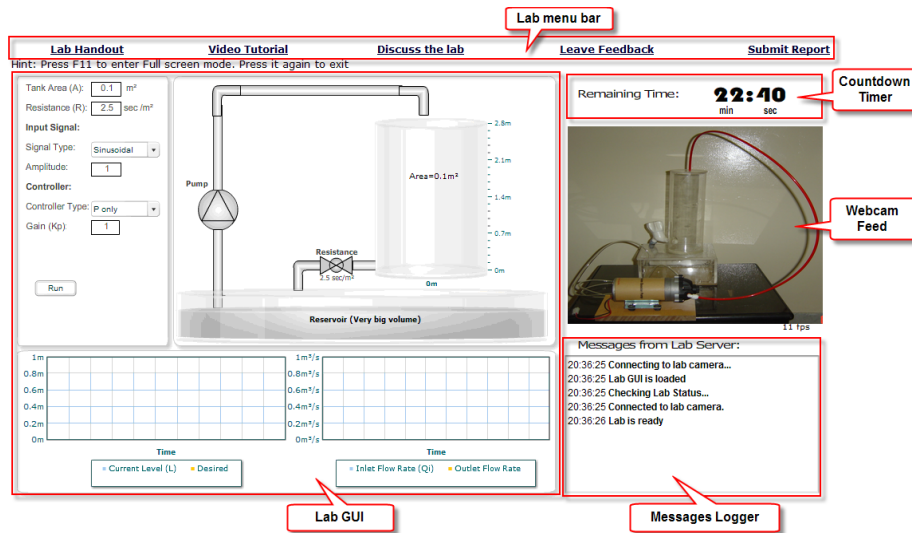 Lab menu bar
Lab Handout Video Tutorial Discuss the lab Leave Feedback Submit Report
Hint: Press F11 to enter Full screen mode. Press it again to exit
Tank Area (A): 0.1 m²
Resistance (R): 2.5 sec /m²
Input Signal:
Signal Type: Sinusoidal
Amplitude: 1
Controller:
Controller Type: P only
Gain (Kp): 1
Run
2.8m
2.1m
Area=0.1m²
1.4m
Pump
0.7m
Resistance
0m
2.5 sec/m²
0m
Reservoir (Very big volume)
Remaining Time: 22:40
min sec
Countdown
Timer
Webcam
Feed
11 fps
1m
0.8m
0.6m
0.4m
0.2m
0m
Time
Current Level (L) Desired
1m³/s
0.8m³/s
0.6m³/s
0.4m³/s
0.2m³/s
0m³/s
Time
Inlet Flow Rate (Qi) Outlet Flow Rate
Messages from Lab Server:
20:36:25 Connecting to lab camera...
20:36:25 Lab GUI is loaded
20:36:25 Checking Lab Status...
20:36:25 Connected to lab camera.
20:36:26 Lab is ready
Lab GUI
Messages Logger